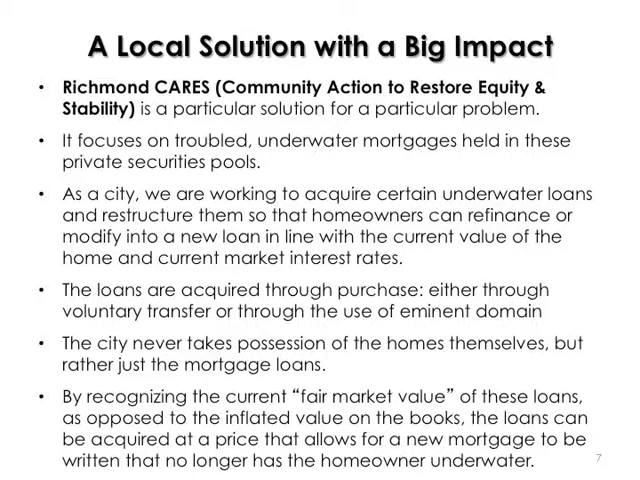 A Local Solution with a Big Impact
• Richmond CARES (Community Action to Restore Equity &
Stability) is a particular solution for a particular problem.
• It focuses on troubled, underwater mortgages held in these
private securities pools.
• As a city, we are working to acquire certain underwater loans
and restructure them so that homeowners can refinance or
modify into a new loan in line with the current value of the
home and current market interest rates.
• The loans are acquired through purchase: either through
voluntary transfer or through the use of eminent domain
• The city never takes possession of the homes themselves, but
rather just the mortgage loans.
• By recognizing the current “fair market value” of these loans,
as opposed to the inflated value on the books, the loans can
be acquired at a price that allows for a new mortgage to be
written that no longer has the homeowner underwater.
7